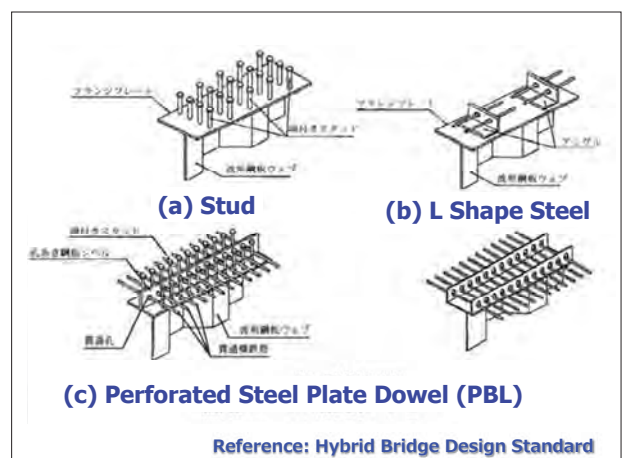 フランジプレート
頭付きスタッド
波形鋼板ウェブ
(a) Stud
フランジプレート
アングル
波形鋼板ウェブ
(b) L Shape Steel
頭付きスタッド
孔あき鋼板ジベル
波形鋼板ウェブ
貫通孔
貫通横鉄筋
(c) Perforated Steel Plate Dowel (PBL)
Reference: Hybrid Bridge Design Standard